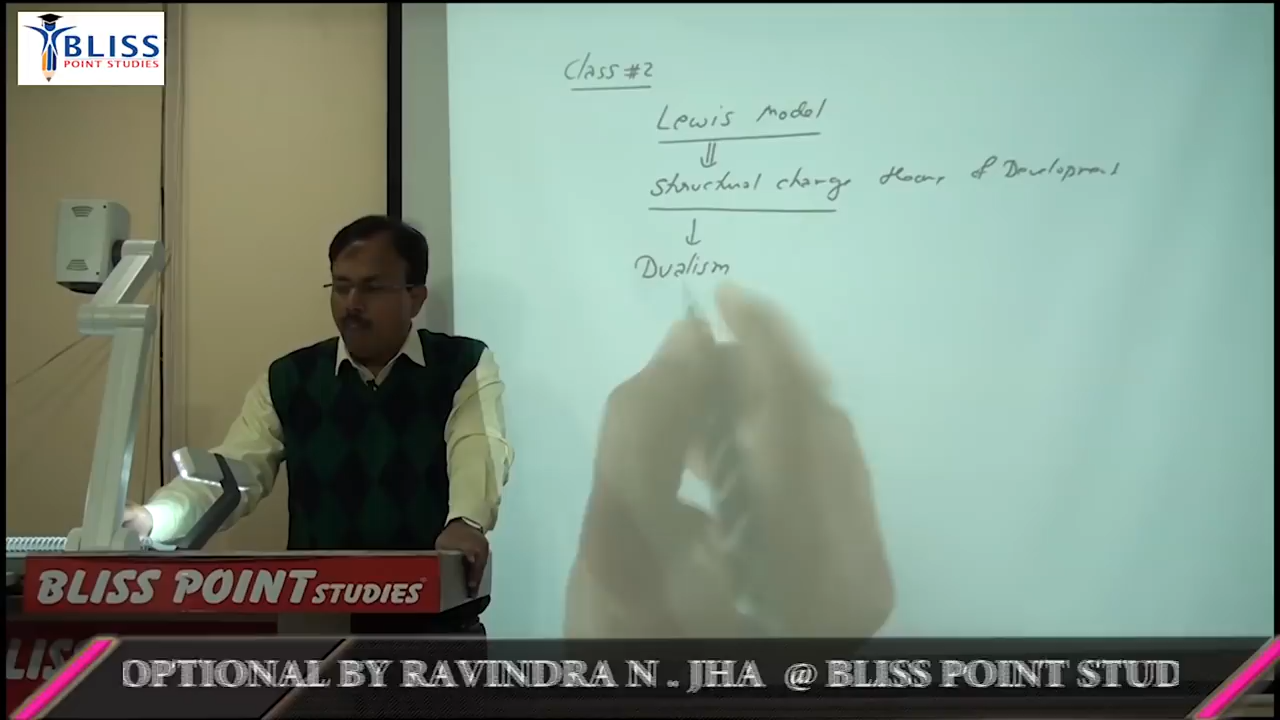 BLISS
POINT STUDIES
Class #2
Lewis Model
Structural change theory of Development
Dualism
BLISS POINT STUDIES
LIS
OPTIONAL BY RAVINDRA N .. JHA @ BLISS POINT STUD